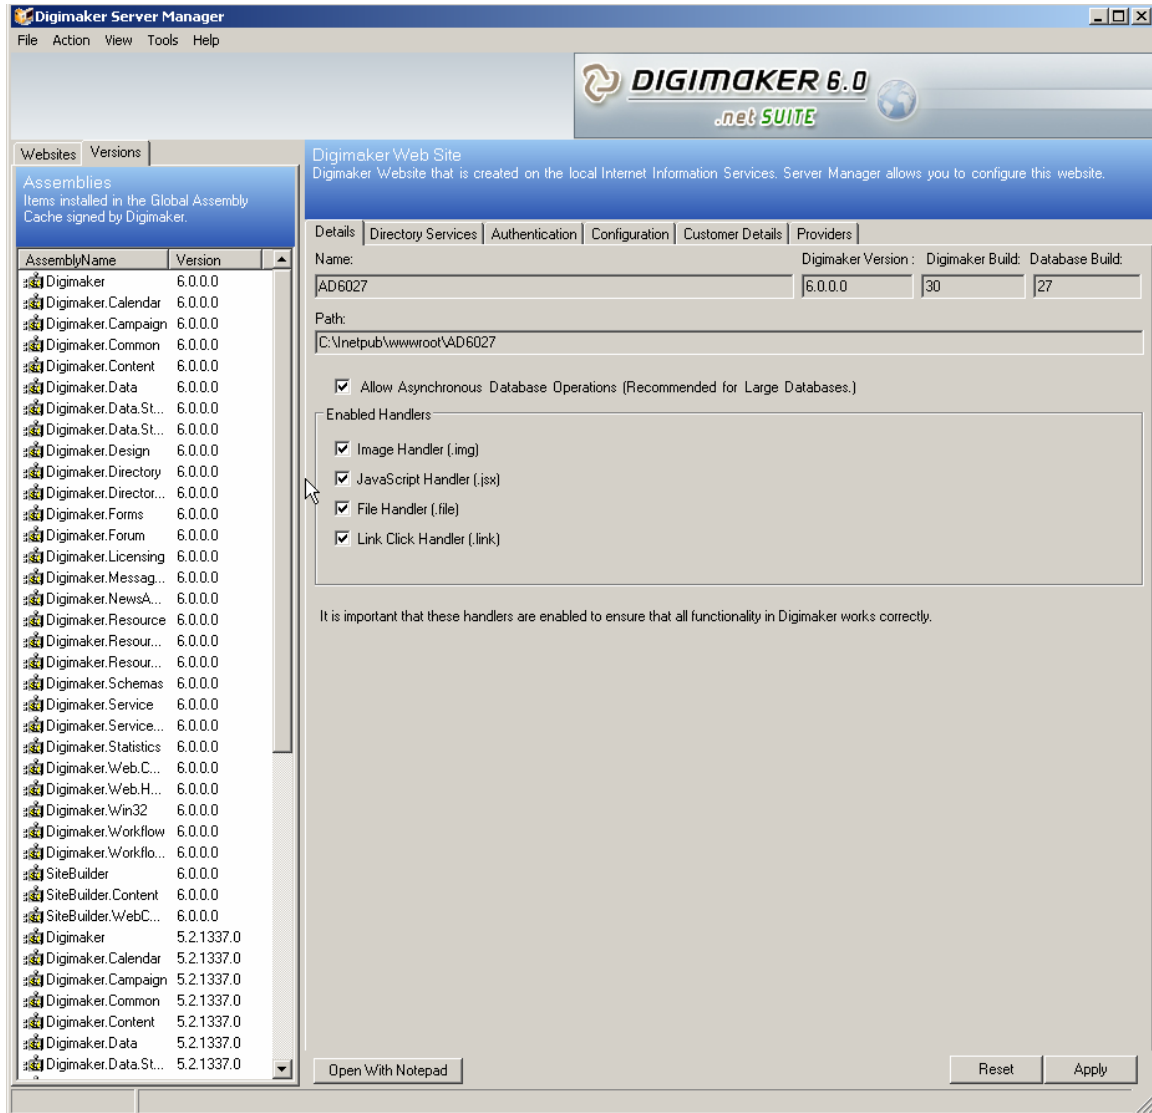 Digimaker Server Manager
File Action View Tools Help
DIGIMAKER 6.0
.net SUITE
Websites Versions
Assemblies
Items installed in the Global Assembly
Cache signed by Digimaker.
AssemblyName Version
Digimaker 6.0.0.0
Digimaker.Calendar 6.0.0.0
Digimaker.Campaign 6.0.0.0
Digimaker.Common 6.0.0.0
Digimaker.Content 6.0.0.0
Digimaker.Data 6.0.0.0
Digimaker.Data.St... 6.0.0.0
Digimaker.Data.St... 6.0.0.0
Digimaker.Design 6.0.0.0
Digimaker.Directory 6.0.0.0
Digimaker.Director... 6.0.0.0
Digimaker.Forms 6.0.0.0
Digimaker.Forum 6.0.0.0
Digimaker.Licensing 6.0.0.0
Digimaker.Messag... 6.0.0.0
Digimaker.NewsA... 6.0.0.0
Digimaker.Resource 6.0.0.0
Digimaker.Resour... 6.0.0.0
Digimaker.Resour... 6.0.0.0
Digimaker.Schemas 6.0.0.0
Digimaker.Service 6.0.0.0
Digimaker.Service... 6.0.0.0
Digimaker.Statistics 6.0.0.0
Digimaker.Web.C... 6.0.0.0
Digimaker.Web.H... 6.0.0.0
Digimaker.Win32 6.0.0.0
Digimaker.Workflow 6.0.0.0
Digimaker.Workflo... 6.0.0.0
SiteBuilder 6.0.0.0
SiteBuilder.Content 6.0.0.0
SiteBuilder.WebC... 6.0.0.0
Digimaker 5.2.1337.0
Digimaker.Calendar 5.2.1337.0
Digimaker.Campaign 5.2.1337.0
Digimaker.Common 5.2.1337.0
Digimaker.Content 5.2.1337.0
Digimaker.Data 5.2.1337.0
Digimaker.Data.St... 5.2.1337.0
Digimaker Web Site
Digimaker Website that is created on the local Internet Information Services. Server Manager allows you to configure this website.
Details Directory Services Authentication Configuration Customer Details Providers
Name: Digimaker Version : Digimaker Build: Database Build:
AD6027 6.0.0.0 30 27
Path:
C:\Inetpub\wwwroot\AD6027
Allow Asynchronous Database Operations (Recommended for Large Databases.)
Enabled Handlers
Image Handler (.img)
JavaScript Handler (.jsx)
File Handler (.file)
Link Click Handler (.link)
It is important that these handlers are enabled to ensure that all functionality in Digimaker works correctly.
Open With Notepad Reset Apply